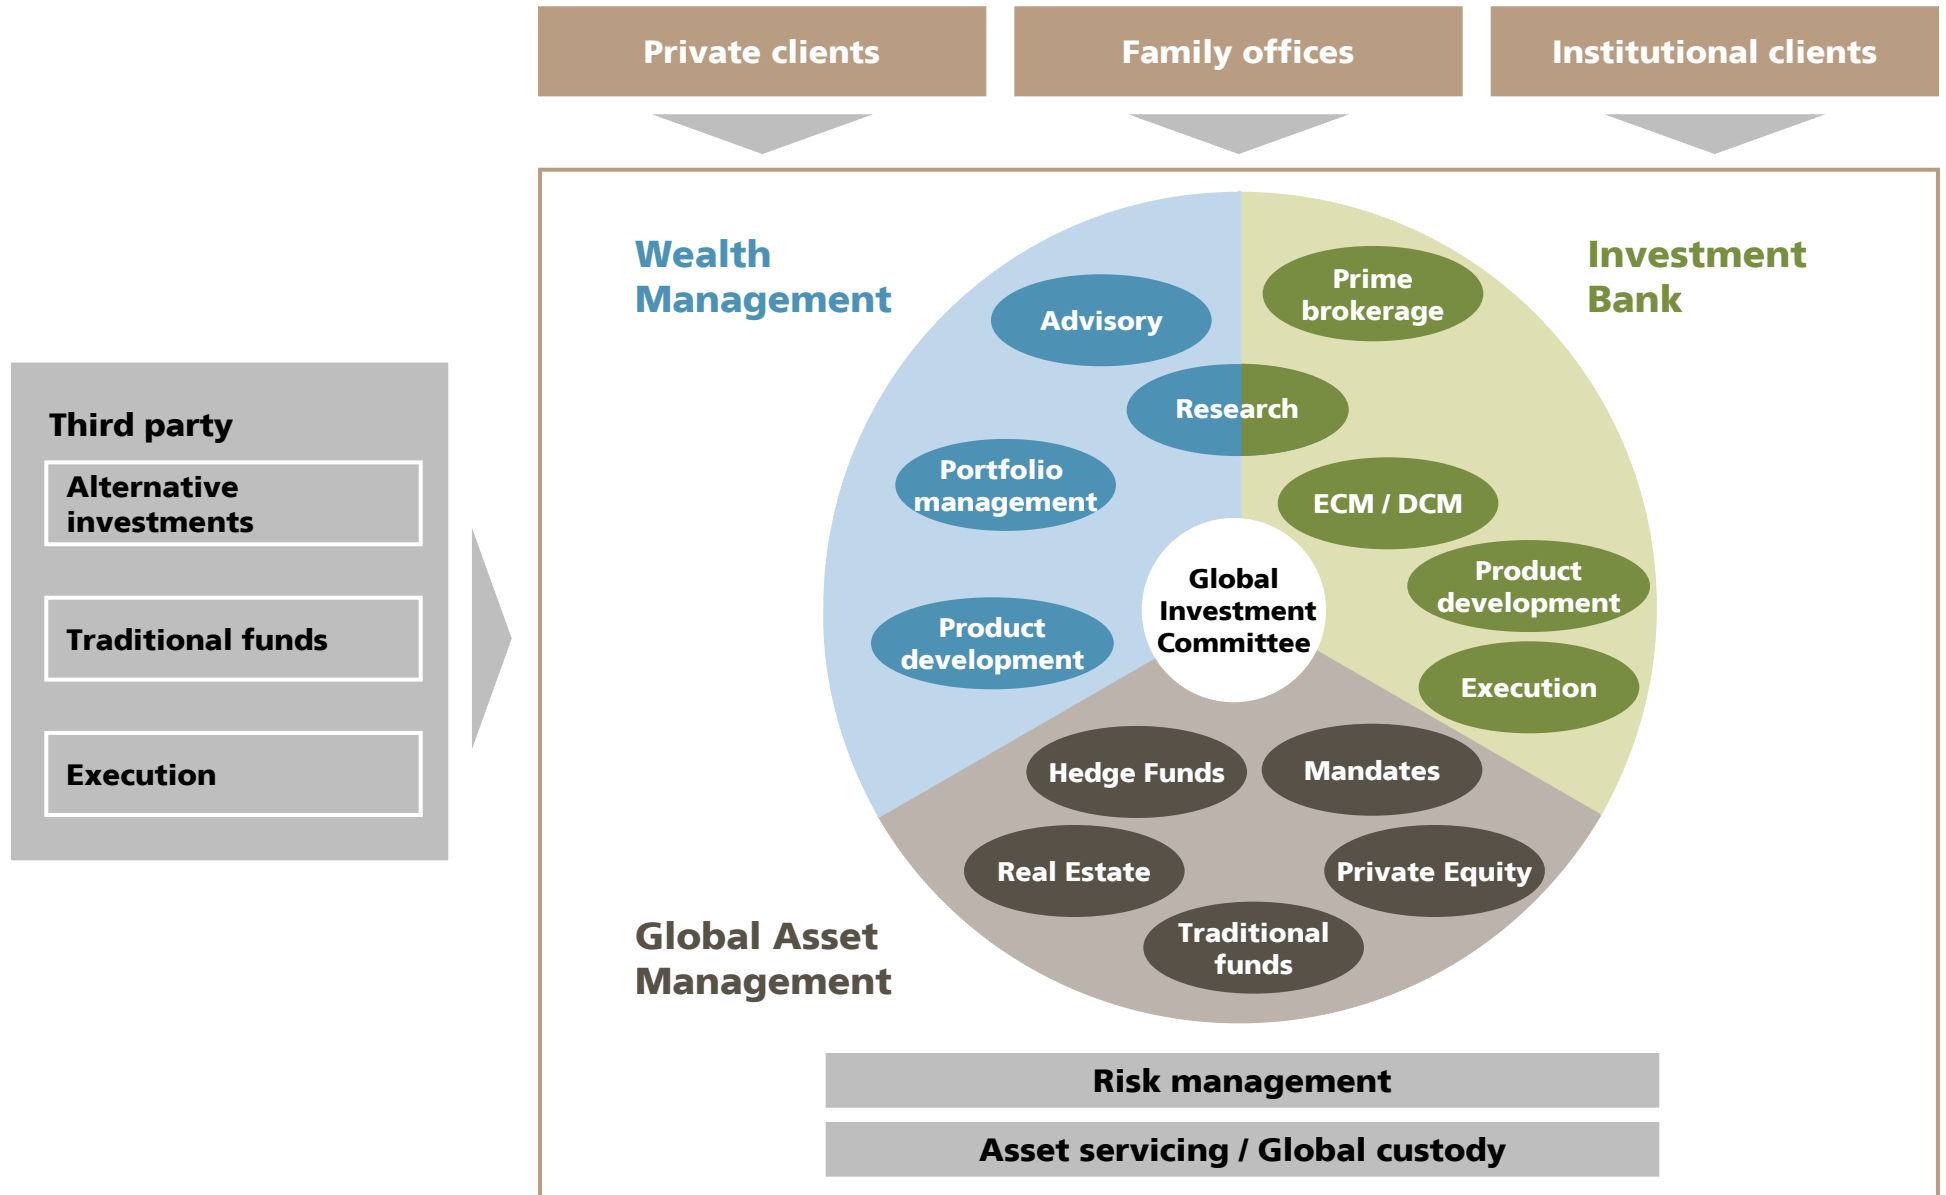 Private clients
Family offices
Institutional clients
Wealth
Management
Investment
Bank
Prime
brokerage
Advisory
Research
Portfolio
management
ECM / DCM
Product
development
Global
Investment
Committee
Product
development
Execution
Third party
Alternative
investments
Traditional funds
Execution
Hedge Funds
Mandates
Real Estate
Private Equity
Traditional
funds
Global Asset
Management
Risk management
Asset servicing / Global custody